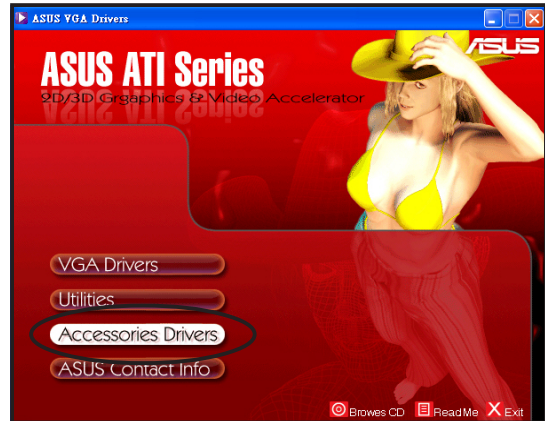 ASUS VGA Drivers
ASUS
ASUS ATI Series
2D/3D Grgaphics & Video Accelerator
VGA Drivers
Utilities
Accessories Drivers
ASUS Contact Info
Browes CD ReadMe Exit